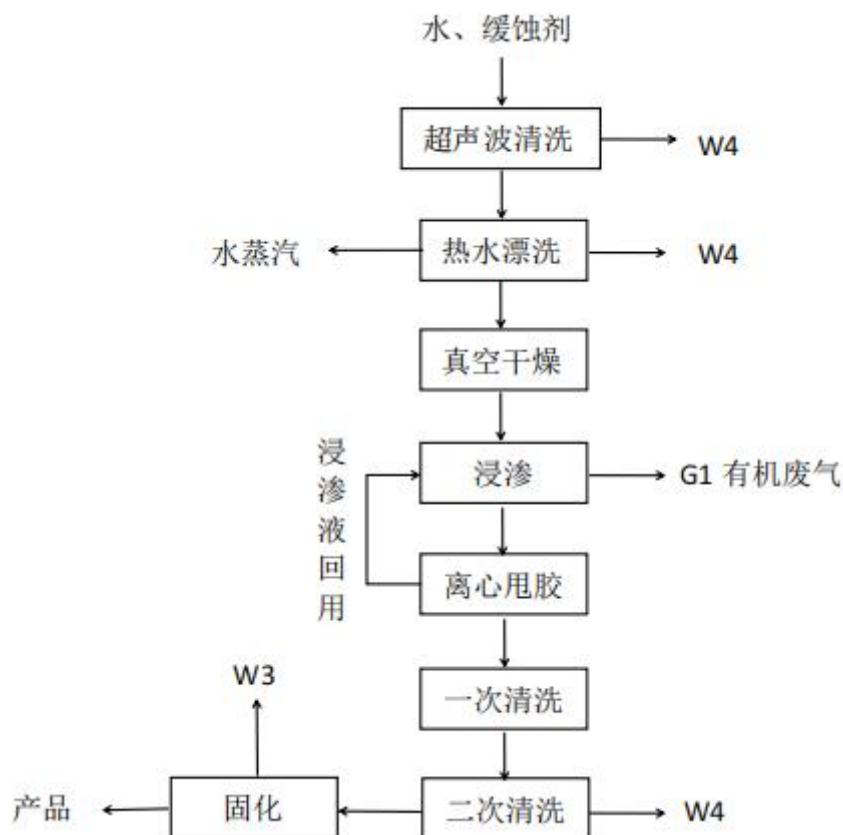 水、缓蚀剂
超声波清洗
W4
水蒸汽
热水漂洗
W4
真空干燥
浸渗液回用
浸渗
G1 有机废气
离心甩胶
W3
一次清洗
产品
固化
二次清洗
W4